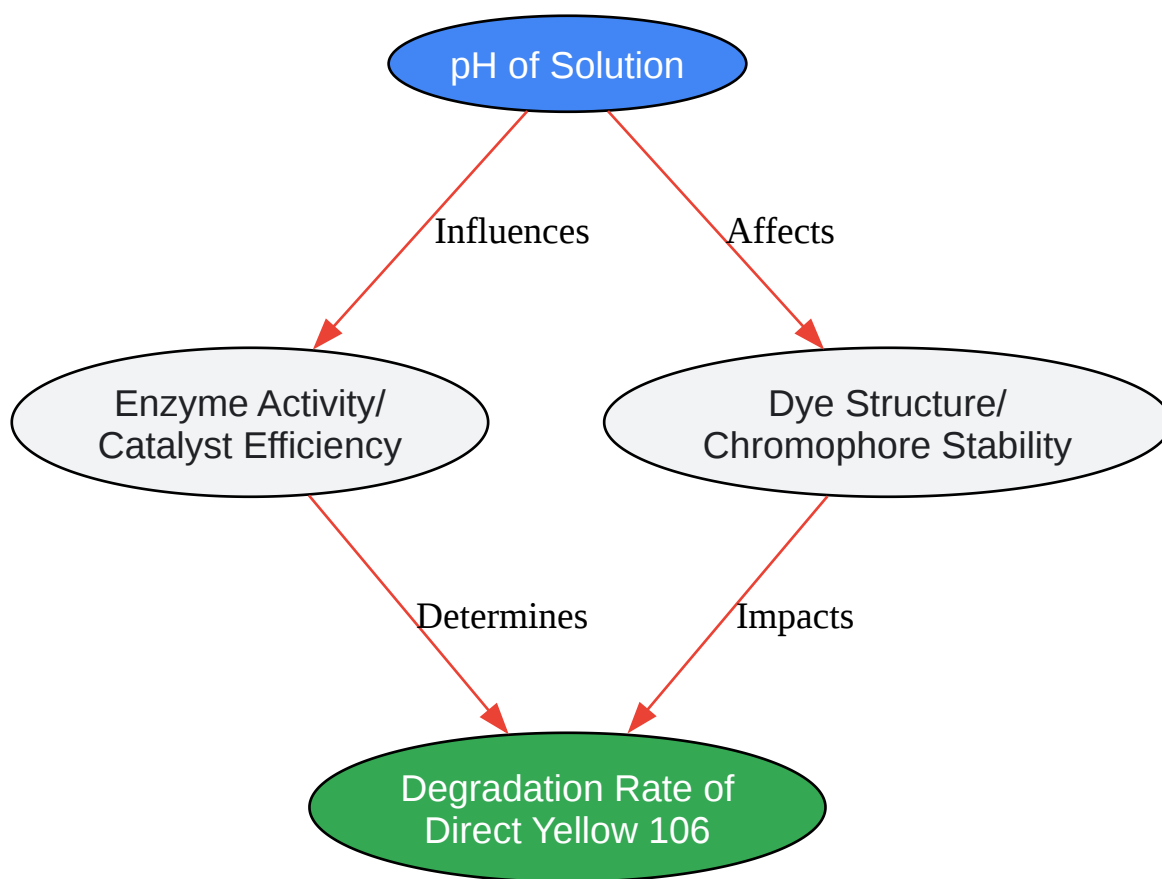 pH of Solution
Influences
Affects
Enzyme Activity/
Catalyst Efficiency
Dye Structure/
Chromophore Stability
Determines
Impacts
Degradation Rate of
Direct Yellow 106